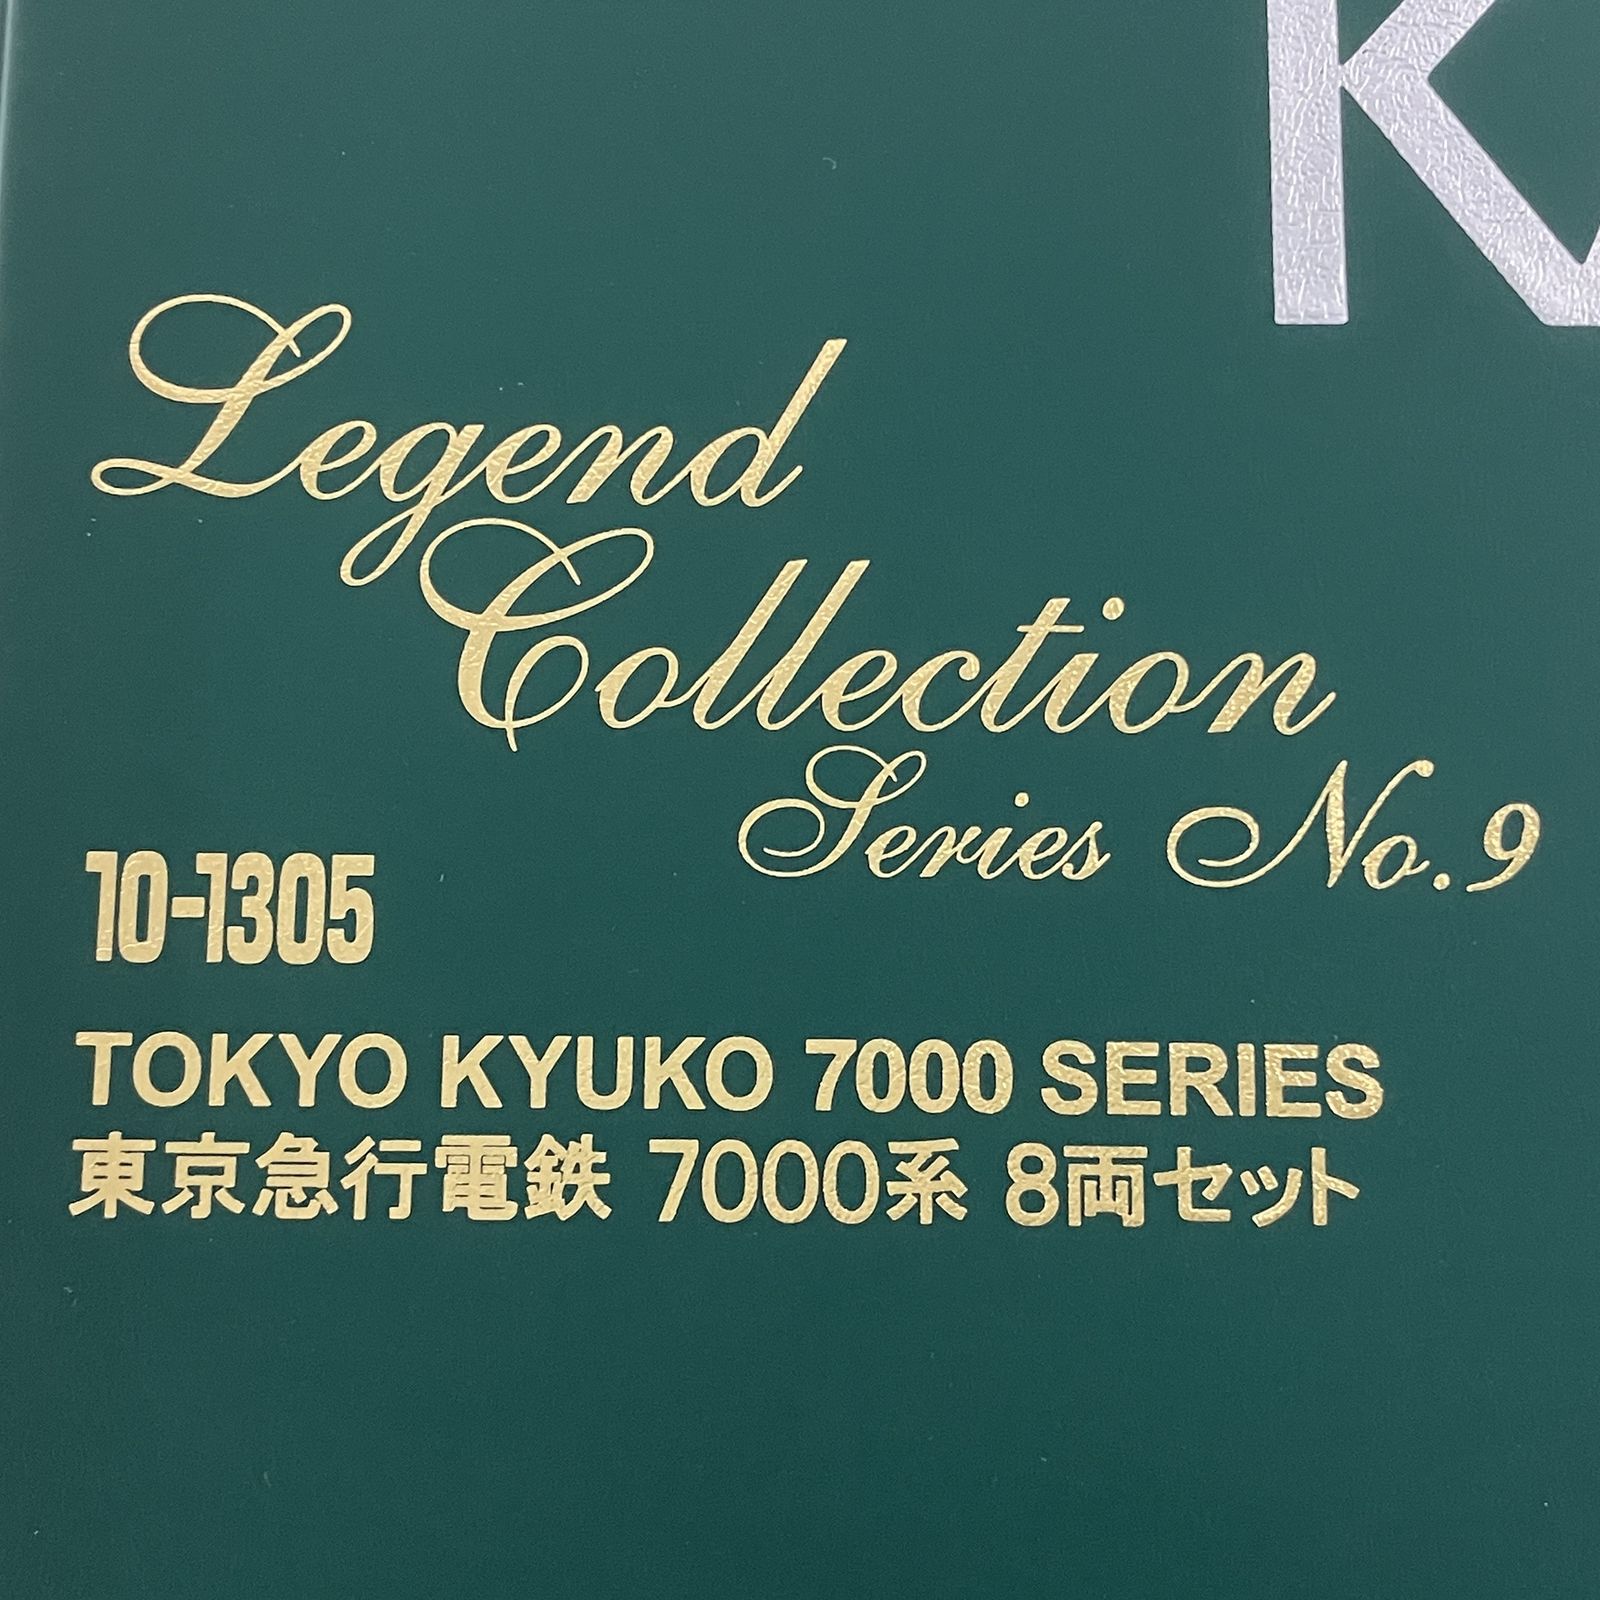 KA
Legend
Collection
Series No.9
10-1305
TOKYO KYUKO 7000 SERIES
東京急行電鉄 7000系 8両セット